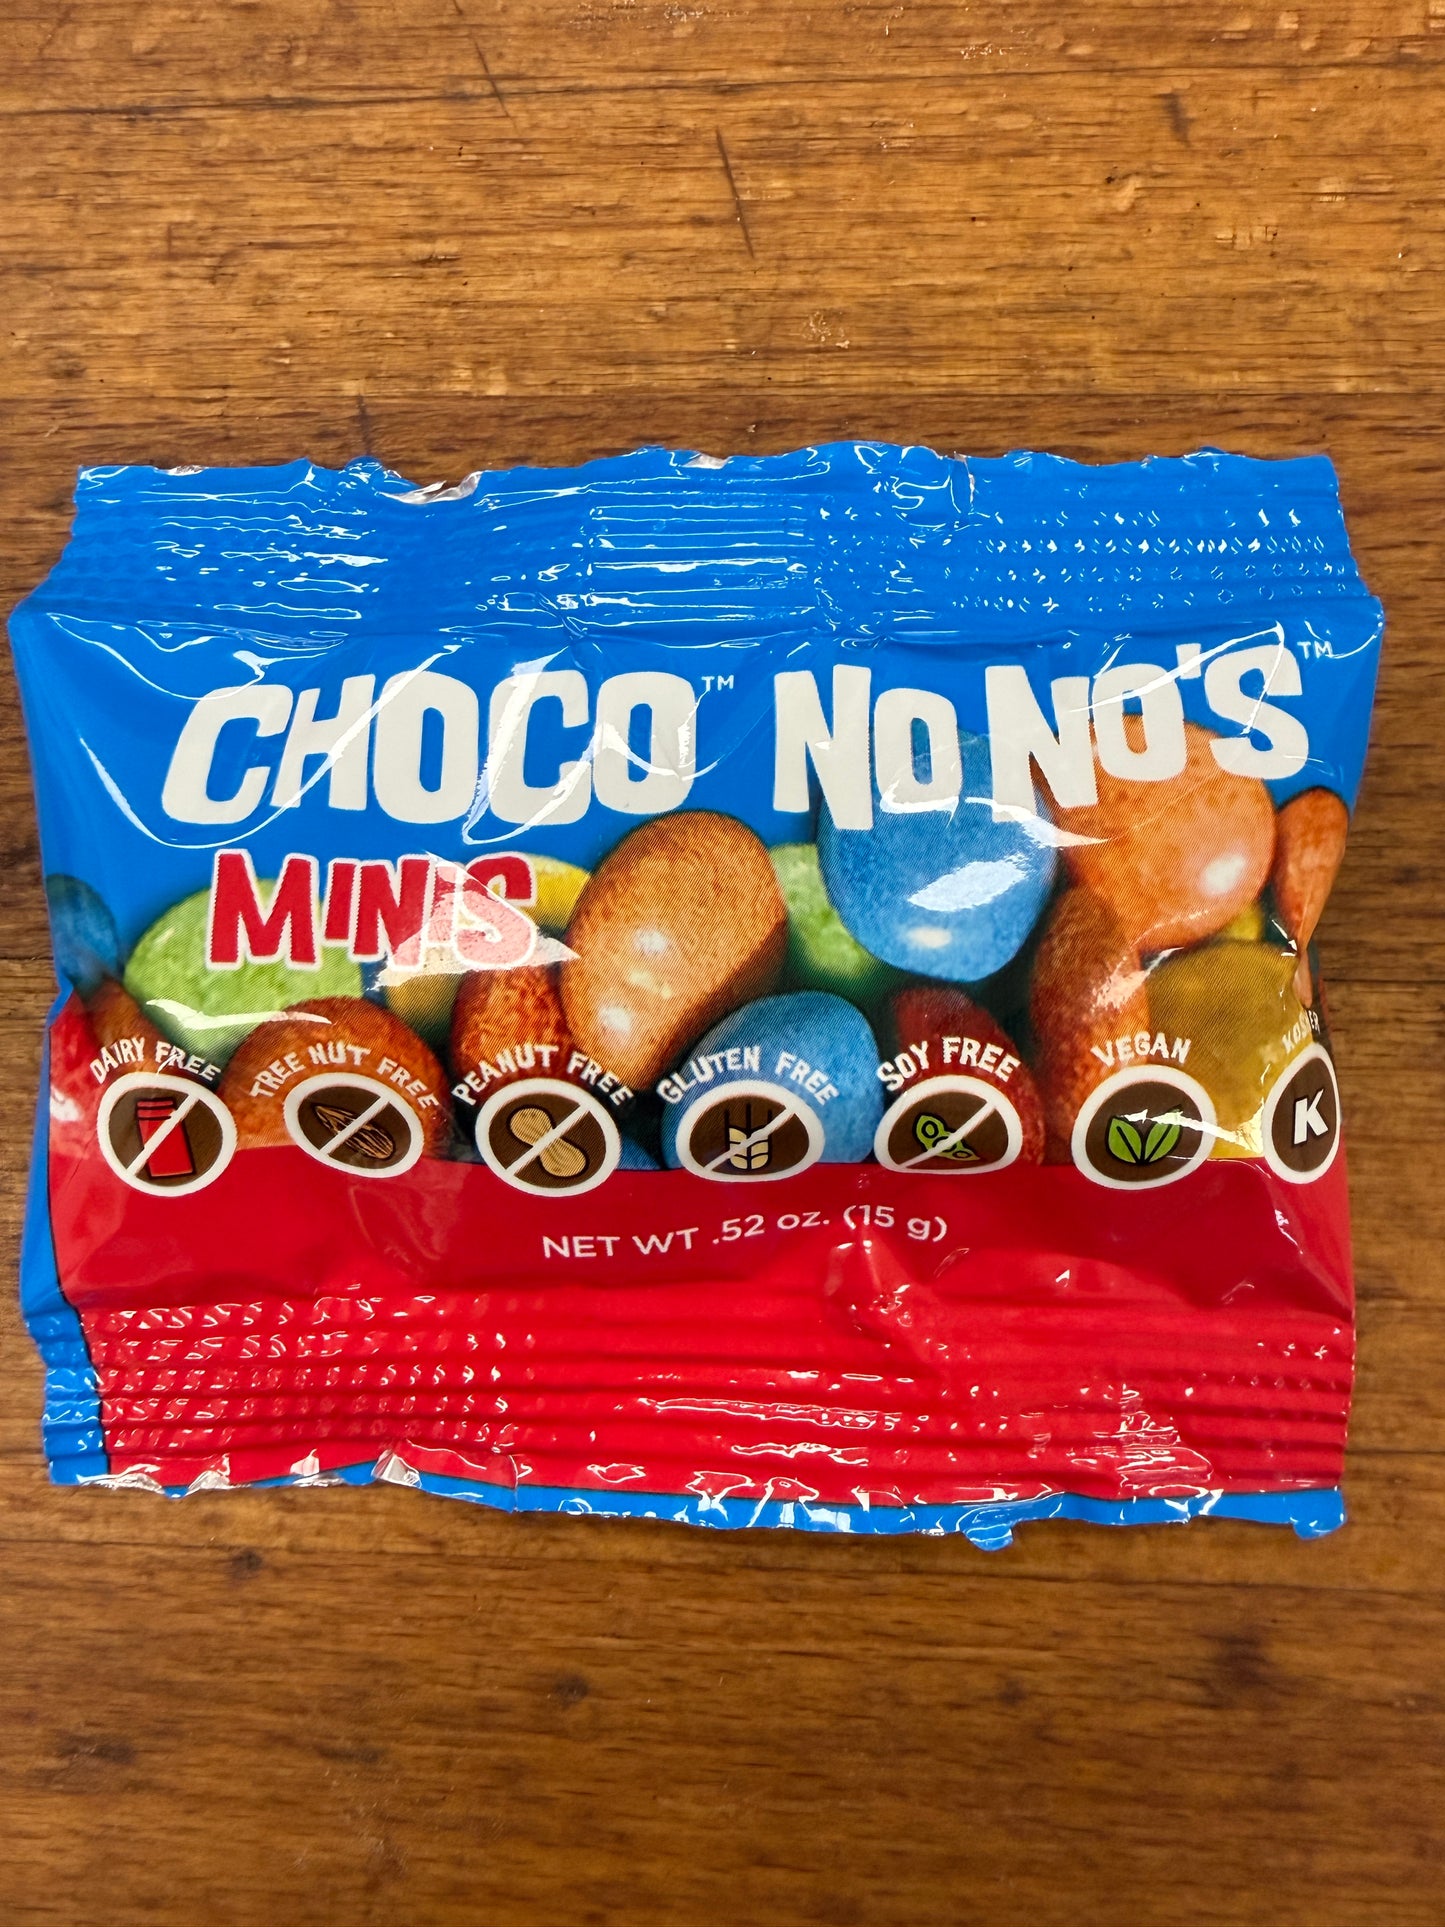 CHOCO™ NO NO'S™
MINIS
DAIRY FREE
TREE NUT FREE
PEANUT FREE
GLUTEN FREE
SOY FREE
VEGAN
KOSHER
K
NET WT .52 oz. (15 g)